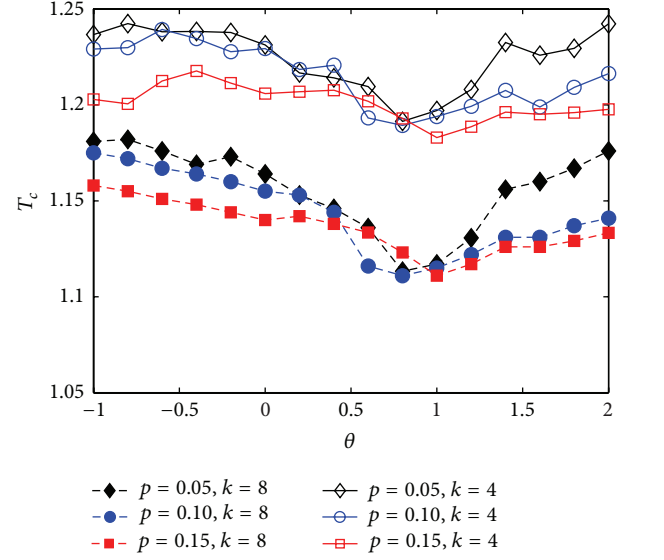 1.25
1.2
1.15
1.1
1.05
T_c
−1
−0.5
0
0.5
1
1.5
2
θ
p = 0.05, k = 8
p = 0.10, k = 8
p = 0.15, k = 8
p = 0.05, k = 4
p = 0.10, k = 4
p = 0.15, k = 4